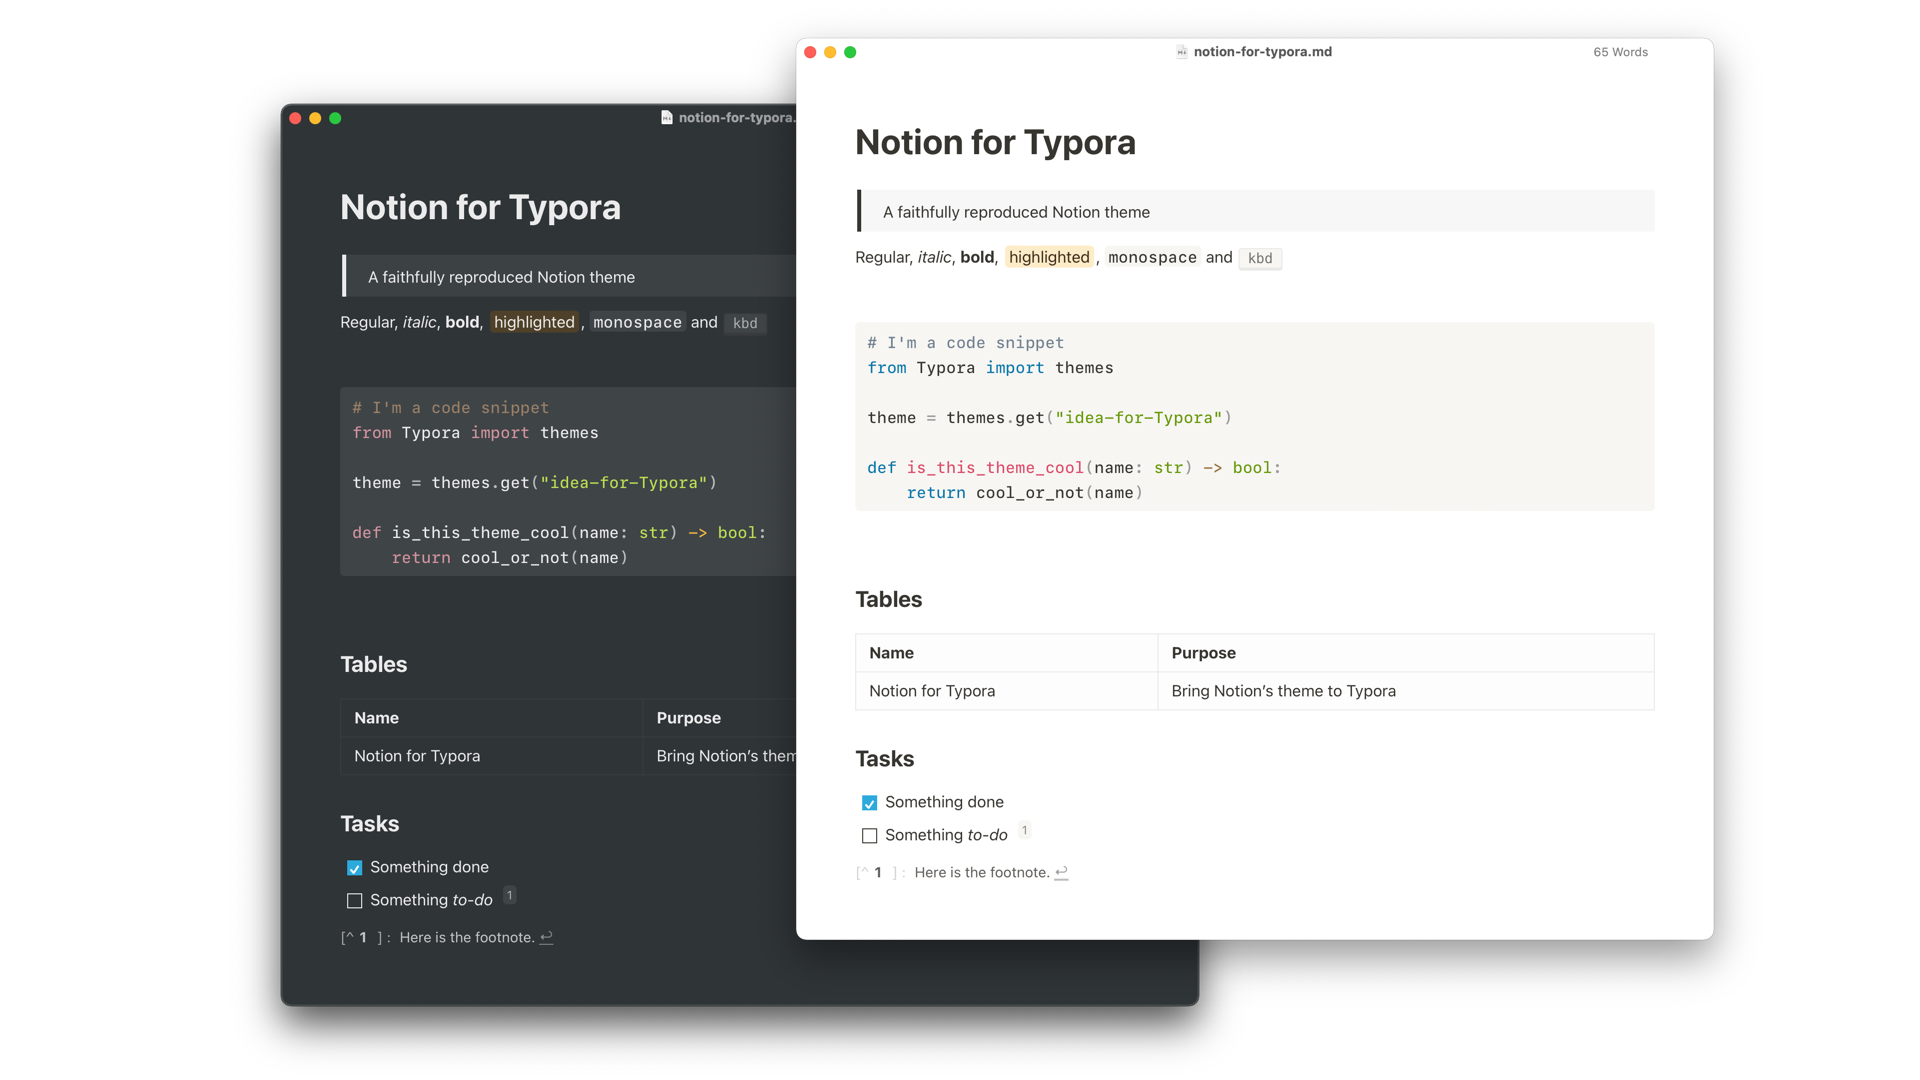 notion-for-typora.
Notion for Typora
A faithfully reproduced Notion theme
Regular, italic, bold, highlighted, monospace and kbd
# I'm a code snippet
from Typora import themes
theme = themes.get("idea-for-Typora")
def is_this_theme_cool(name: str) -> bool:
return cool_or_not(name)
Tables
Name Purpose
Notion for Typora Bring Notion’s them
Tasks
Something done
Something to-do 1
[^ 1 ] : Here is the footnote. ↩
notion-for-typora.md 65 Words
Notion for Typora
A faithfully reproduced Notion theme
Regular, italic, bold, highlighted, monospace and kbd
# I'm a code snippet
from Typora import themes
theme = themes.get("idea-for-Typora")
def is_this_theme_cool(name: str) -> bool:
return cool_or_not(name)
Tables
Name Purpose
Notion for Typora Bring Notion’s theme to Typora
Tasks
Something done
Something to-do 1
[^ 1 ] : Here is the footnote. ↩